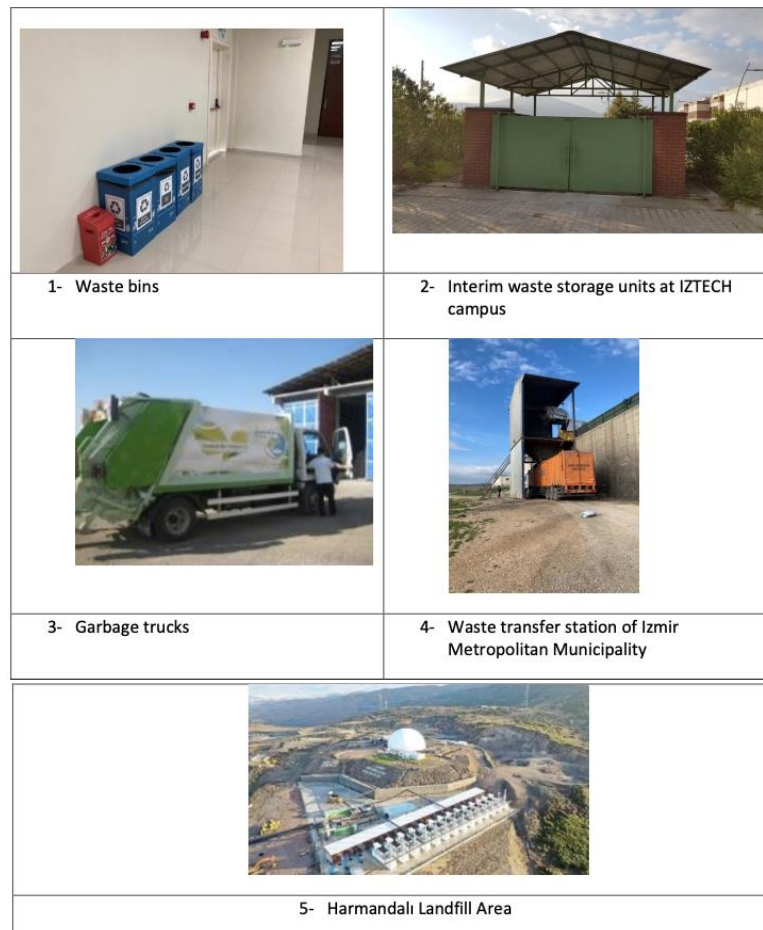 1- Waste bins
2- Interim waste storage units at IZTECH
campus
3- Garbage trucks
4- Waste transfer station of Izmir
Metropolitan Municipality
5- Harmandalı Landfill Area